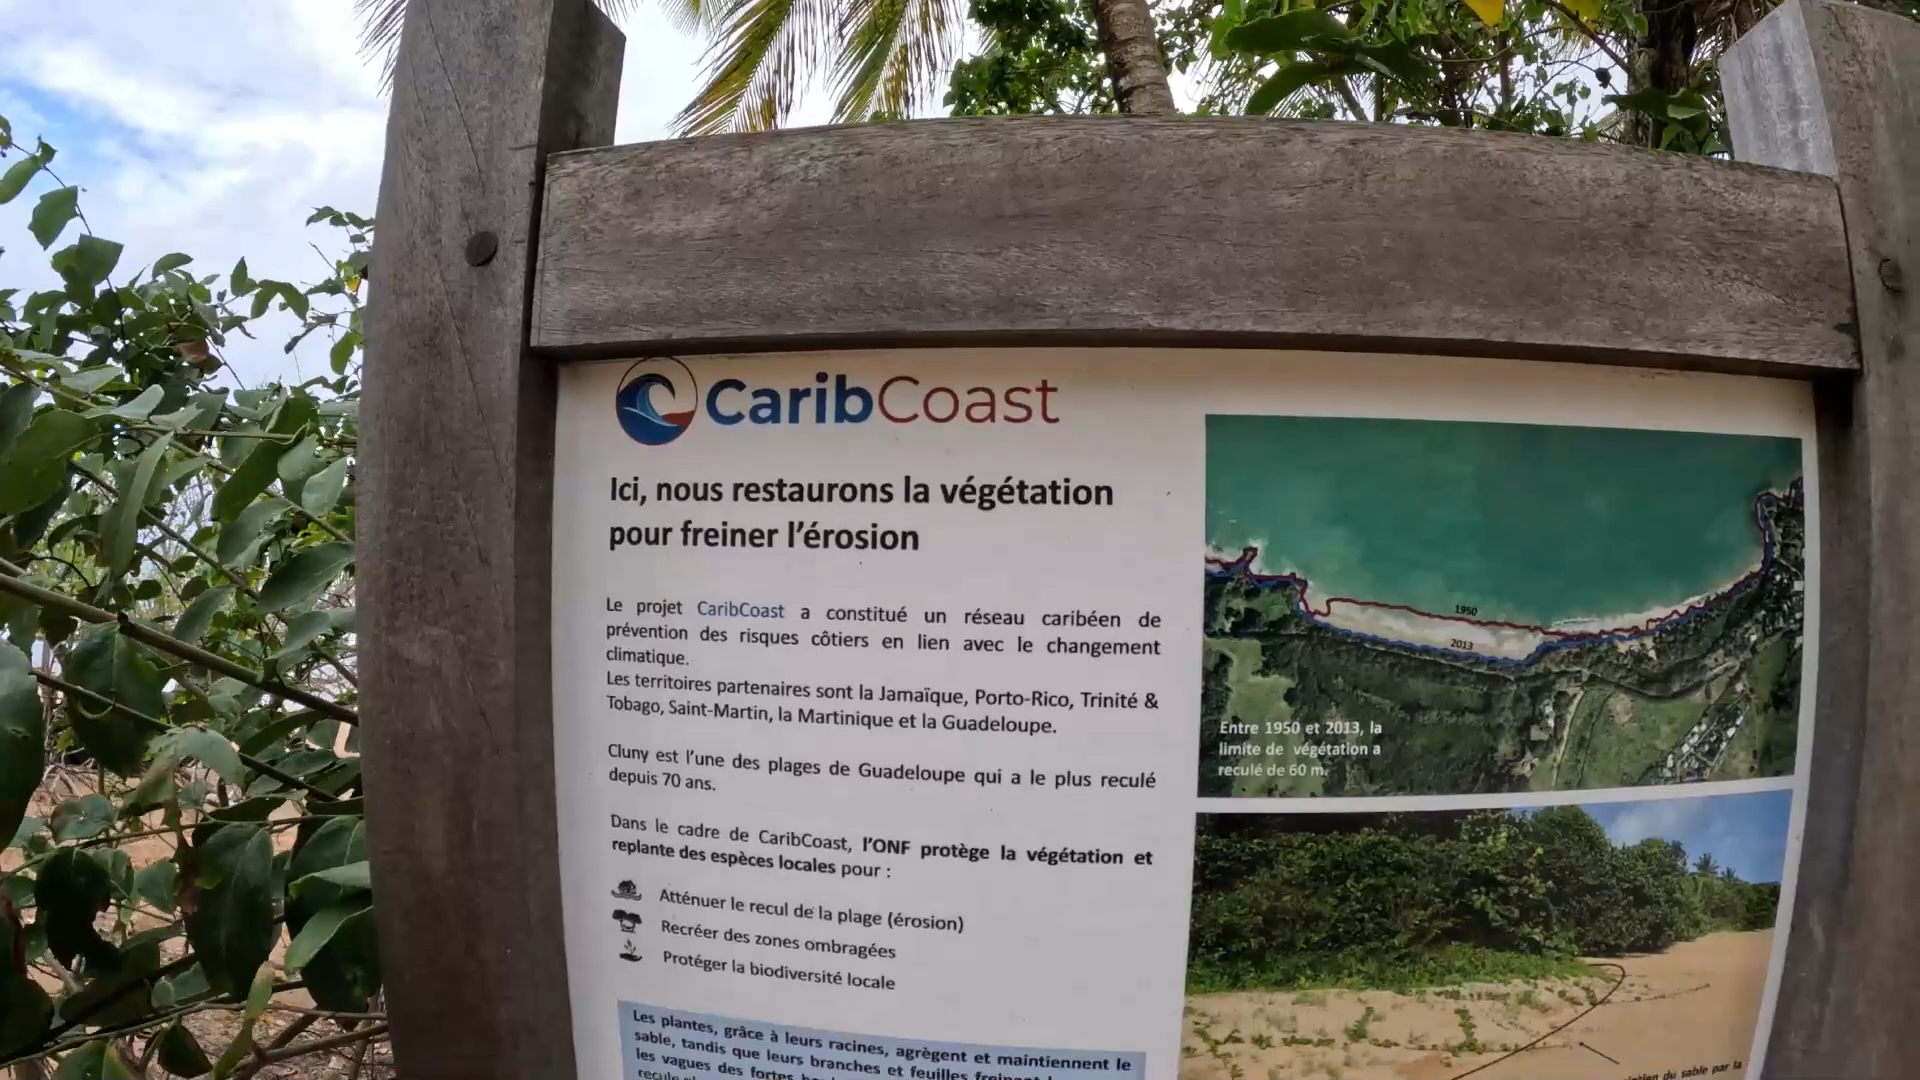 CaribCoast
Ici, nous restaurons la végétation
pour freiner l'érosion
Le projet CaribCoast a constitué un réseau caribéen de
prévention des risques côtiers en lien avec le changement
climatique.
Les territoires partenaires sont la Jamaïque, Porto-Rico, Trinité &
Tobago, Saint-Martin, la Martinique et la Guadeloupe.
Cluny est l'une des plages de Guadeloupe qui a le plus reculé
depuis 70 ans.
Dans le cadre de CaribCoast, l'ONF protège la végétation et
replante des espèces locales pour :
Atténuer le recul de la plage (érosion)
Recréer des zones ombragées
Protéger la biodiversité locale
Les plantes, grâce à leurs racines, agrègent et maintiennent le
sable, tandis que leurs branches et feuilles
les vagues des fortes
1950
2013
Entre 1950 et 2013, la
limite de végétation a
reculé de 60 m.
du sable par la